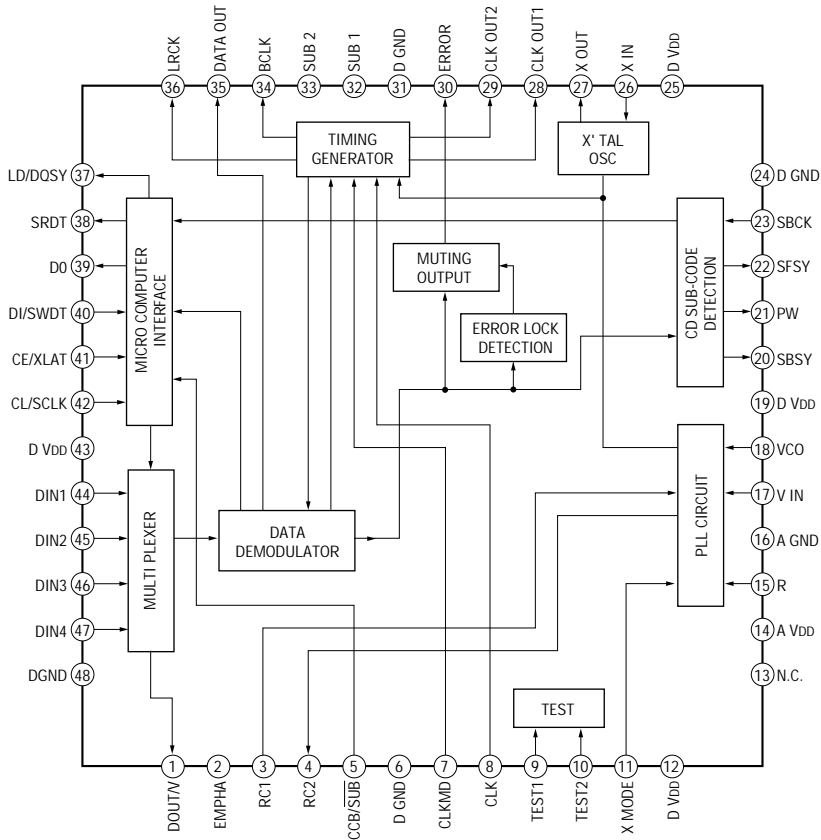 LRCK
DATA OUT
BCLK
SUB 2
SUB 1
D GND
ERROR
CLK OUT2
CLK OUT1
X OUT
X IN
D VDD
36
35
34
33
32
31
30
29
28
27
26
25
TIMING
GENERATOR
X' TAL
OSC
LD/DQSY 37
SRDT 38
D0 39
DI/SWDT 40
CE/XLAT 41
CL/SCLK 42
D VDD 43
DIN1 44
DIN2 45
DIN3 46
DIN4 47
DGND 48
MICRO COMPUTER
INTERFACE
MUTING
OUTPUT
ERROR LOCK
DETECTION
CD SUB-CODE
DETECTION
MULTI PLEXER
DATA
DEMODULATOR
PLL CIRCUIT
TEST
24 D GND
23 SBCK
22 SFSY
21 PW
20 SBSY
19 D VDD
18 VCO
17 V IN
16 A GND
15 R
14 A VDD
13 N.C.
1
2
3
4
5
6
7
8
9
10
11
12
DOUT/V
EMPHA
RC1
RC2
CCB/SUB
D GND
CLKMD
CLK
TEST1
TEST2
X MODE
D VDD